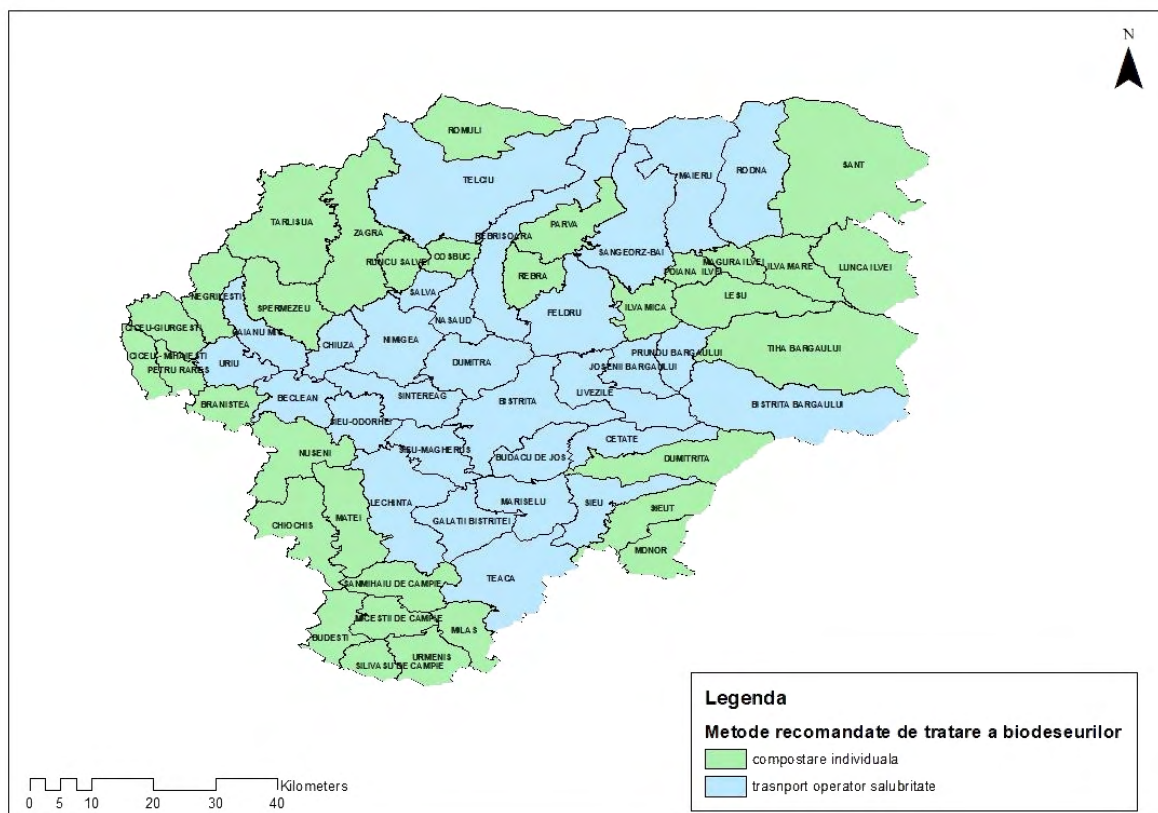 N
ROMULI
SANT
TELCIU
MAIERU
RODNA
TARLISUA
ZAGRA
PARVA
REBRISOARA
SANGEORZ-BAI
RUNCU SALVEI
COSBUC
REBRA
POIANA ILVEI
MAGURA ILVEI
ILVA MARE
LUNCA ILVEI
SALVA
NEGRILESTI
SPERMEZEU
NASAUD
FELDRU
ILVA MICA
LESU
CICEU-GIURGESTI
CAIANU MIC
CHIUZA
NIMIGEA
TIHA BARGAULUI
PRUNDU BARGAULUI
CICEU - MIHAIESTI
URIU
DUMITRA
JOSENII BARGAULUI
PETRU RARES
BRANISTEA
BECLEAN
SINTEREAG
BISTRITA
LIVEZILE
BISTRITA BARGAULUI
SIEU-ODORHEI
NUSENI
SIEU-MAGHERUS
BUDACU DE JOS
CETATE
DUMITRITA
LECHINTA
MARISELU
SIEU
SIEUT
CHIOCHIS
MATEI
GALATII BISTRITEI
MONOR
SANMIHAIU DE CAMPIE
TEACA
MICESTII DE CAMPIE
BUDESTI
MILAS
URMENIS
SILIVASU DE CAMPIE
Legenda
Metode recomandate de tratare a biodeseurilor
compostare individuala
trasnport operator salubritate
Kilometers
0 5 10 20 30 40